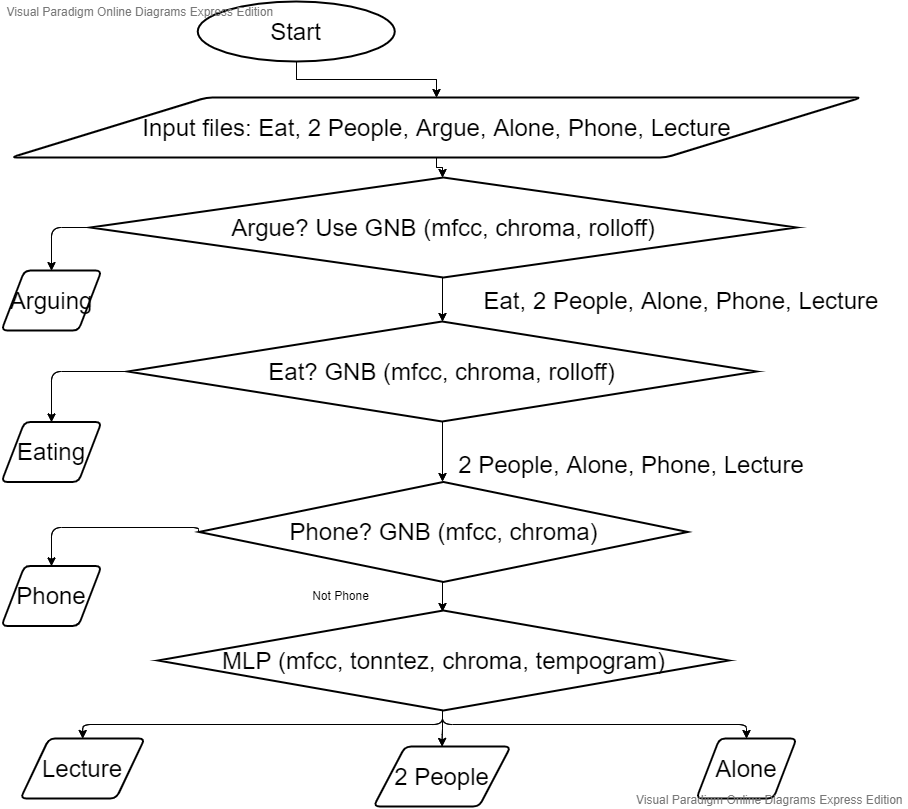 Visual Paradigm Online Diagrams Express Edition
Start
Input files: Eat, 2 People, Argue, Alone, Phone, Lecture
Argue? Use GNB (mfcc, chroma, rolloff)
Arguing
Eat, 2 People, Alone, Phone, Lecture
Eat? GNB (mfcc, chroma, rolloff)
Eating
2 People, Alone, Phone, Lecture
Phone? GNB (mfcc, chroma)
Phone
Not Phone
MLP (mfcc, tonntez, chroma, tempogram)
Lecture
2 People
Alone
Visual Paradigm Online Diagrams Express Edition